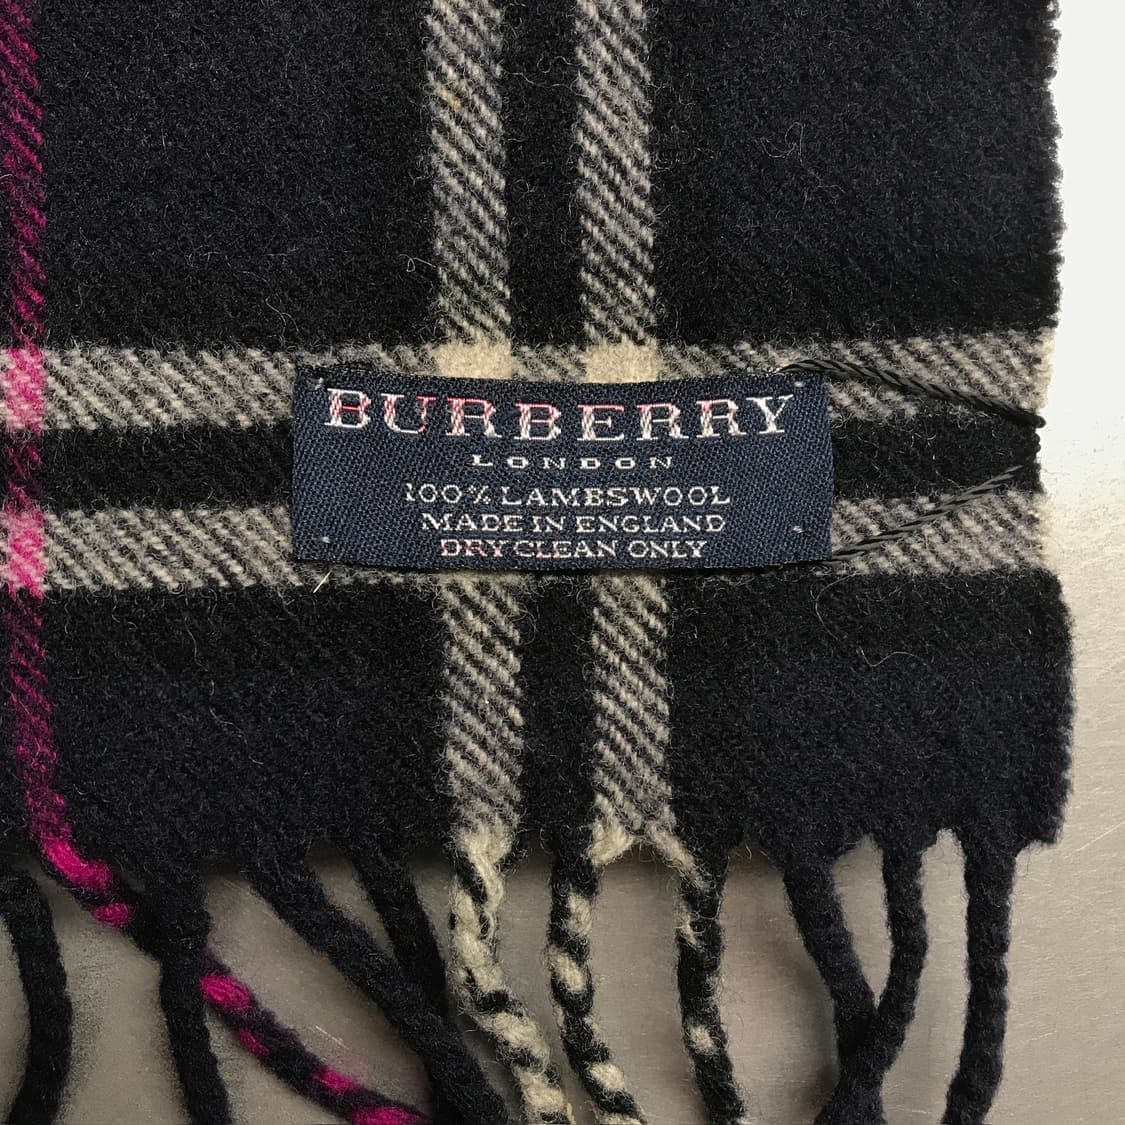 BURBERRY
LONDON
100% LAMBSWOOL
MADE IN ENGLAND
DRY CLEAN ONLY